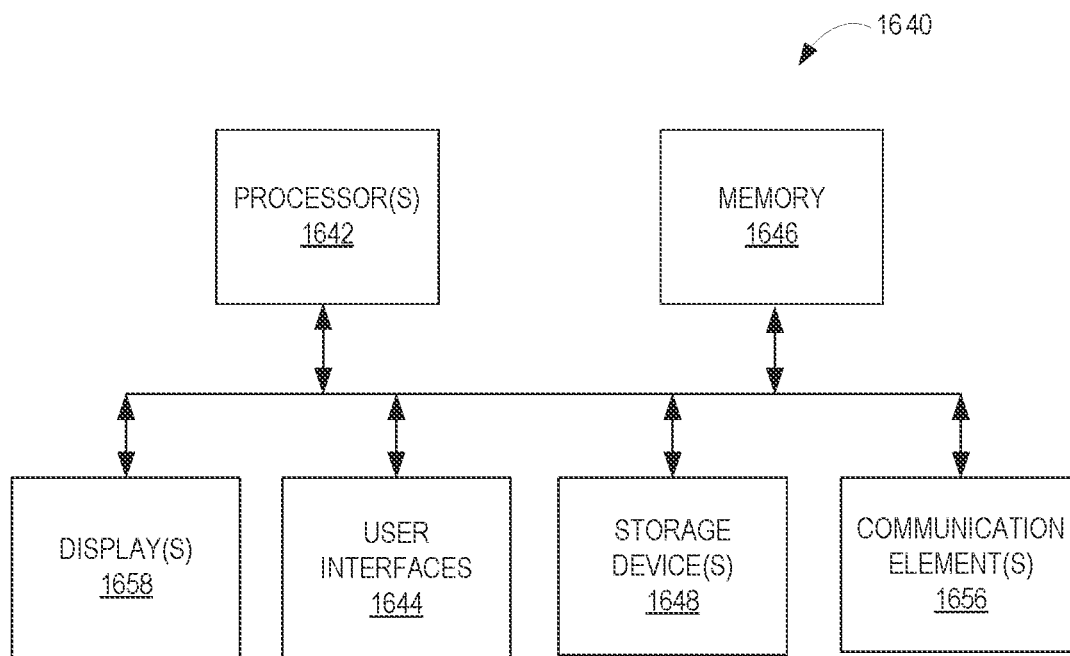 1640
PROCESSOR(S)
1642
MEMORY
1646
DISPLAY(S)
1658
USER
INTERFACES
1644
STORAGE
DEVICE(S)
1648
COMMUNICATION
ELEMENT(S)
1656